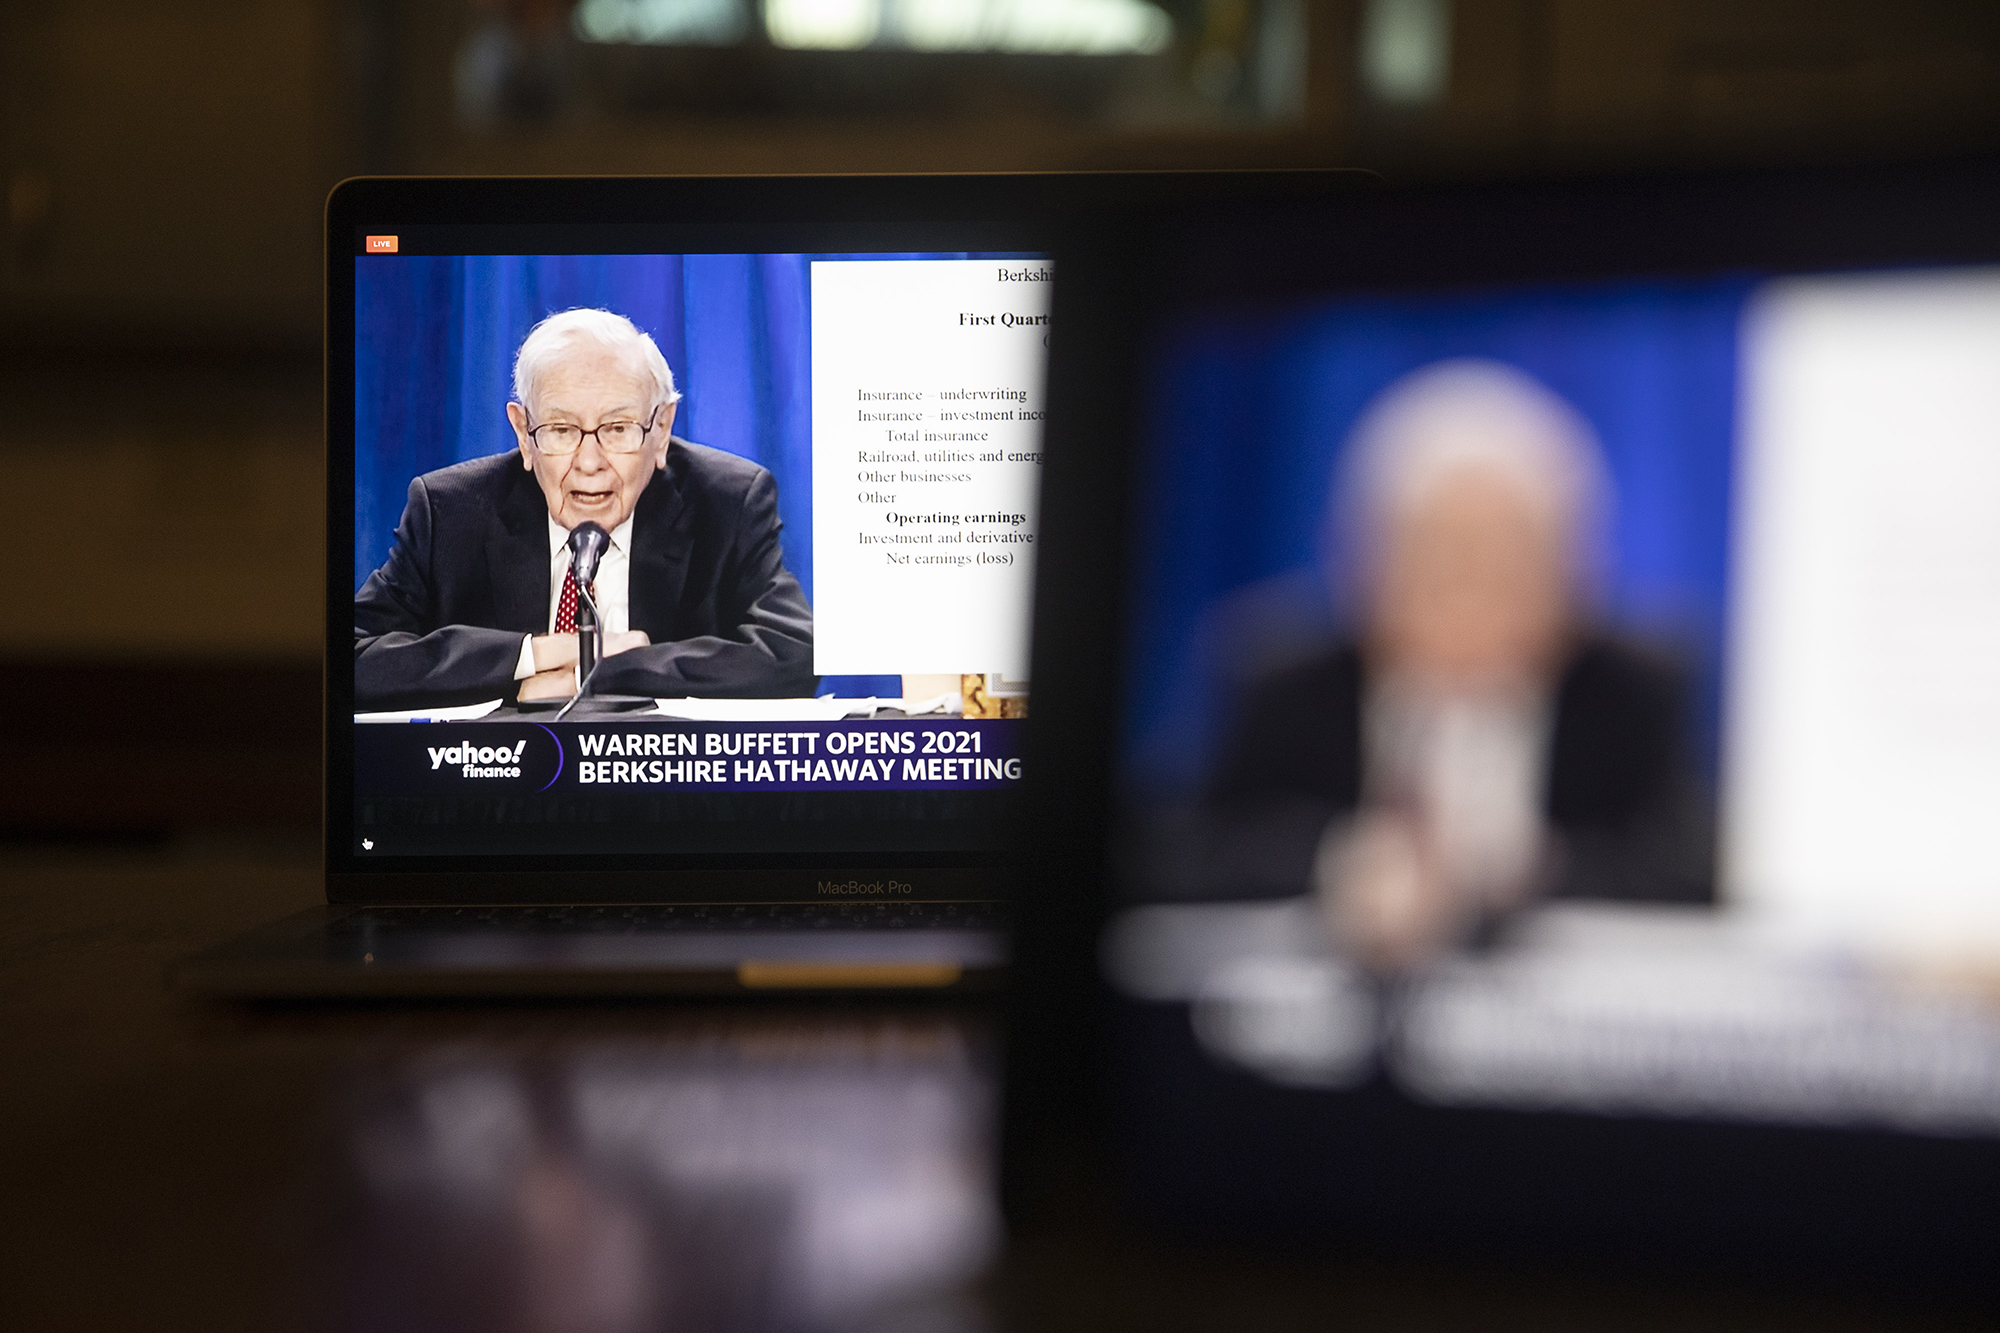 LIVE
Berkshi
First Quart
(
Insurance – underwriting
Insurance – investment inco
Total insurance
Railroad, utilities and energ
Other businesses
Other
Operating earnings
Investment and derivative
Net earnings (loss)
yahoo!
finance
WARREN BUFFETT OPENS 2021
BERKSHIRE HATHAWAY MEETING
MacBook Pro